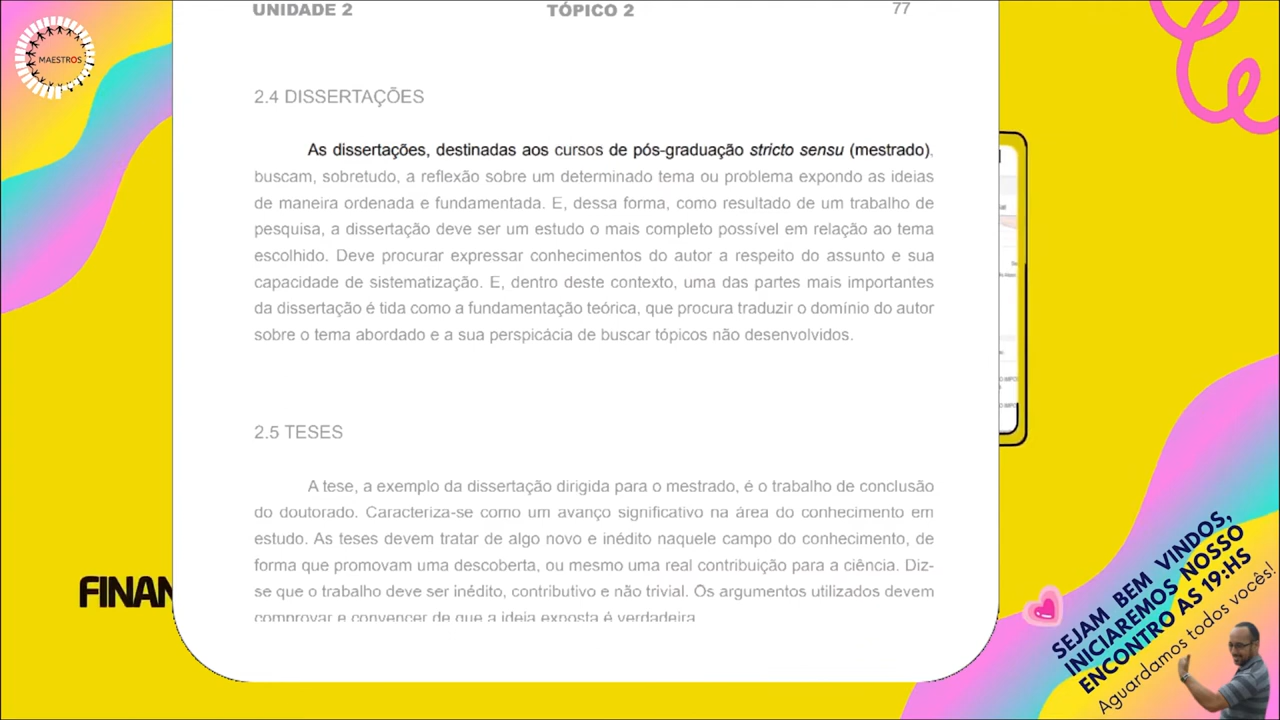 MAESTROS
UNIDADE 2 TÓPICO 2 77
2.4 DISSERTAÇÕES
As dissertações, destinadas aos cursos de pós-graduação stricto sensu (mestrado),
buscam, sobretudo, a reflexão sobre um determinado tema ou problema expondo as ideias
de maneira ordenada e fundamentada. E, dessa forma, como resultado de um trabalho de
pesquisa, a dissertação deve ser um estudo o mais completo possível em relação ao tema
escolhido. Deve procurar expressar conhecimentos do autor a respeito do assunto e sua
capacidade de sistematização. E, dentro deste contexto, uma das partes mais importantes
da dissertação é tida como a fundamentação teórica, que procura traduzir o domínio do autor
sobre o tema abordado e a sua perspicácia de buscar tópicos não desenvolvidos.
2.5 TESES
A tese, a exemplo da dissertação dirigida para o mestrado, é o trabalho de conclusão
do doutorado. Caracteriza-se como um avanço significativo na área do conhecimento em
estudo. As teses devem tratar de algo novo e inédito naquele campo do conhecimento, de
forma que promovam uma descoberta, ou mesmo uma real contribuição para a ciência. Diz-
se que o trabalho deve ser inédito, contributivo e não trivial. Os argumentos utilizados devem
comprovar e convencer de que a ideia exposta é verdadeira
FINAN
SEJAM BEM VINDOS,
INICIAREMOS NOSSO
ENCONTRO AS 19:HS
Aguardamos todos vocês!